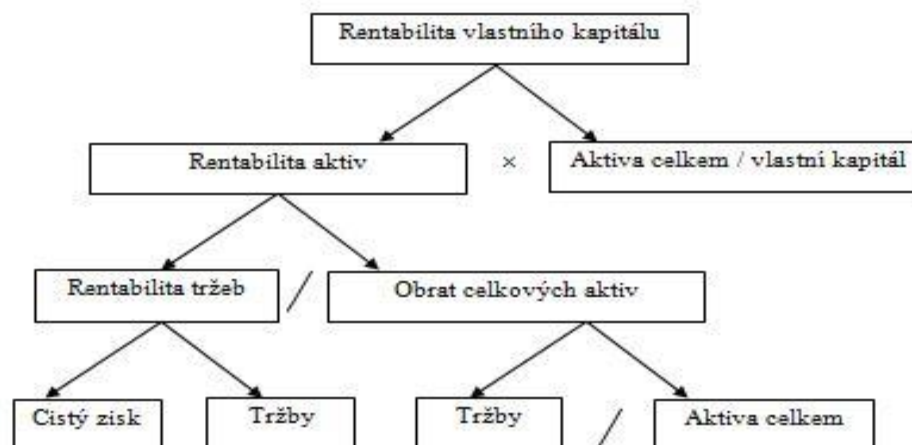 Rentabilita vlastního kapitálu
Rentabilita aktiv × Aktiva celkem / vlastní kapitál
Rentabilita tržeb / Obrat celkových aktiv
Cistý zisk Tržby Tržby / Aktiva celkem